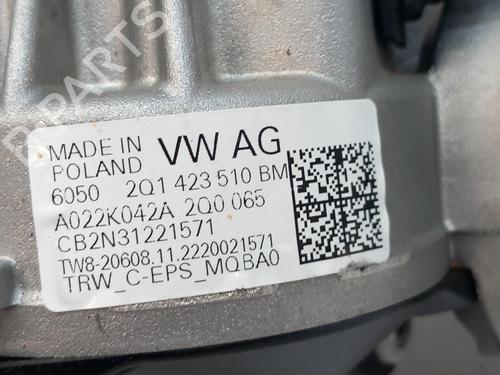 B-PARTS
MADE IN
POLAND VW AG
6050 2Q1 423 510 BM
A022K042A 2Q0 065
CB2N31221571
TW8-20608.11.2220021571
TRW_C-EPS_MQBA0